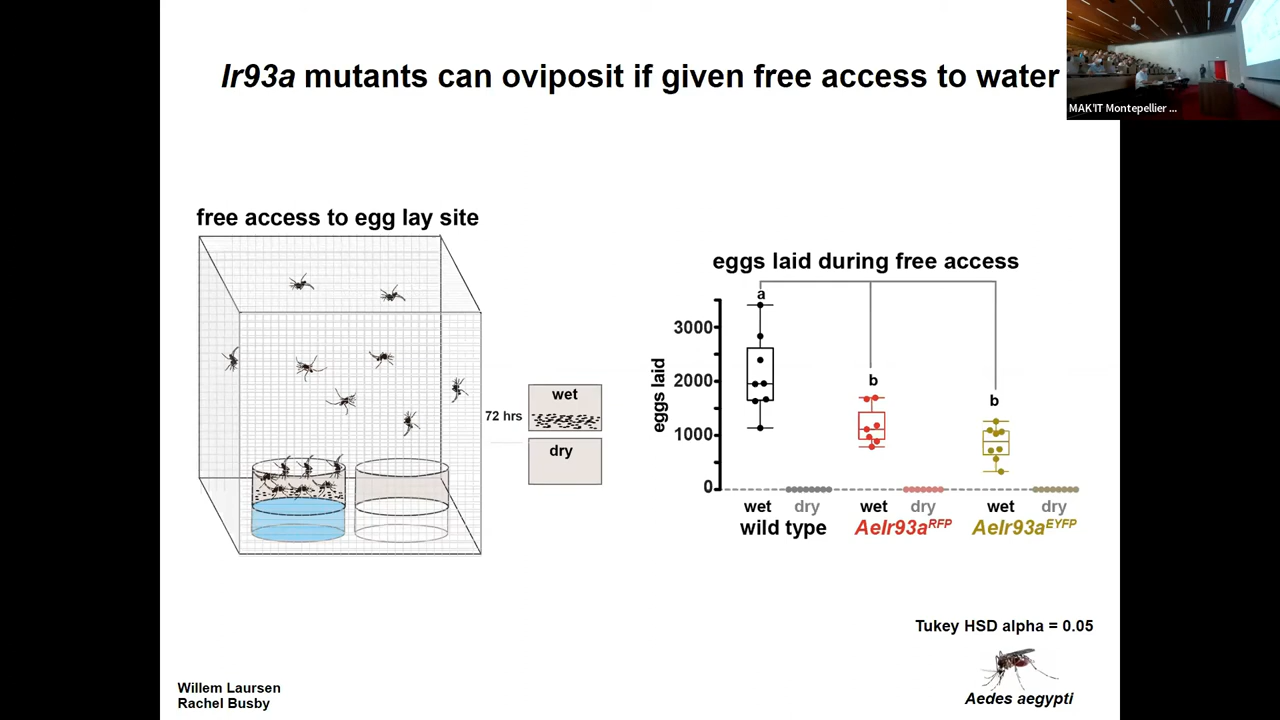 Ir93a mutants can oviposit if given free access to water
MAK'IT Montepellier ...
free access to egg lay site
72 hrs
wet
dry
eggs laid during free access
eggs laid
3000
2000
1000
0
a
b
b
wet dry wet dry wet dry
wild type AeIr93aRFP AeIr93aEYFP
Tukey HSD alpha = 0.05
Aedes aegypti
Willem Laursen
Rachel Busby